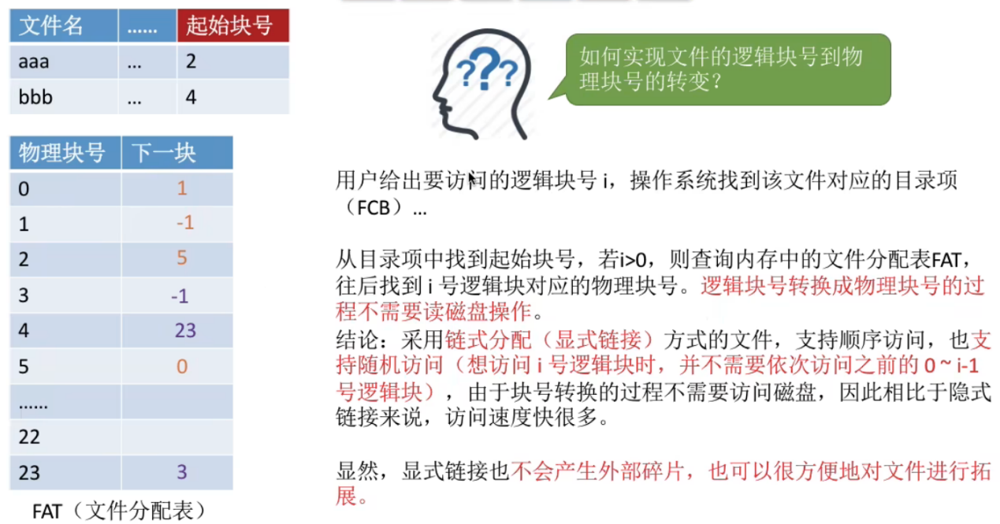 文件名 …… 起始块号
aaa … 2
bbb … 4
???
如何实现文件的逻辑块号到物
理块号的转变？
物理块号 下一块
0 1
1 -1
2 5
3 -1
4 23
5 0
……
22
23 3
FAT（文件分配表）
用户给出要访问的逻辑块号 i，操作系统找到该文件对应的目录项
（FCB）…
从目录项中找到起始块号，若i>0，则查询内存中的文件分配表FAT，
往后找到 i 号逻辑块对应的物理块号。逻辑块号转换成物理块号的过
程不需要读磁盘操作。
结论：采用链式分配（显式链接）方式的文件，支持顺序访问，也支
持随机访问（想访问 i 号逻辑块时，并不需要依次访问之前的 0 ~ i-1
号逻辑块），由于块号转换的过程不需要访问磁盘，因此相比于隐式
链接来说，访问速度快很多。
显然，显式链接也不会产生外部碎片，也可以很方便地对文件进行拓
展。